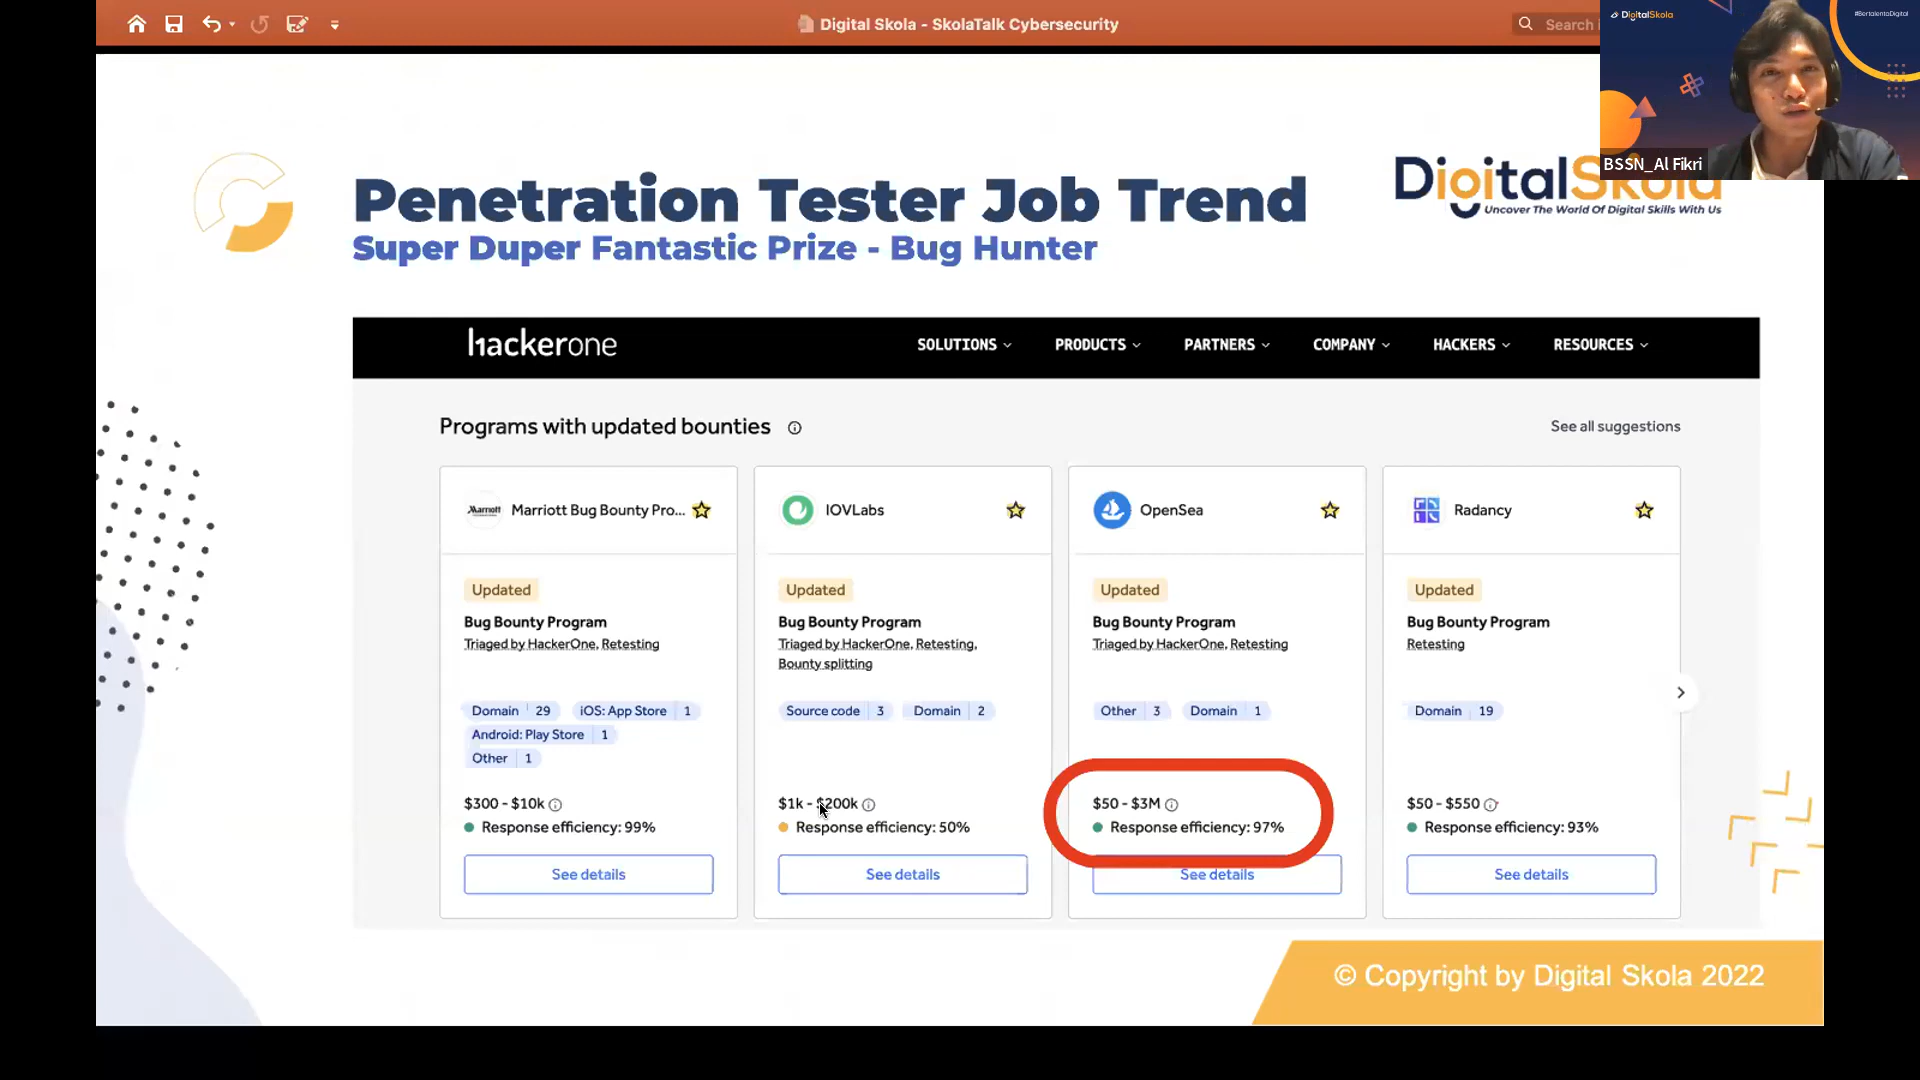 Digital Skola - SkolaTalk Cybersecurity
Search
DigitalSkola
#BertalentaDigital
BSSN_Al Fikri
Penetration Tester Job Trend
Super Duper Fantastic Prize - Bug Hunter
DigitalSkola
Uncover The World Of Digital Skills With Us
hackerone
SOLUTIONS
PRODUCTS
PARTNERS
COMPANY
HACKERS
RESOURCES
Programs with updated bounties
See all suggestions
Marriott
Marriott Bug Bounty Pro...
Updated
Bug Bounty Program
Triaged by HackerOne, Retesting
Domain 29
iOS: App Store 1
Android: Play Store 1
Other 1
$300 - $10k
Response efficiency: 99%
See details
IOVLabs
Updated
Bug Bounty Program
Triaged by HackerOne, Retesting,
Bounty splitting
Source code 3
Domain 2
$1k - $200k
Response efficiency: 50%
See details
OpenSea
Updated
Bug Bounty Program
Triaged by HackerOne, Retesting
Other 3
Domain 1
$50 - $3M
Response efficiency: 97%
See details
Radancy
Updated
Bug Bounty Program
Retesting
Domain 19
$50 - $550
Response efficiency: 93%
See details
© Copyright by Digital Skola 2022